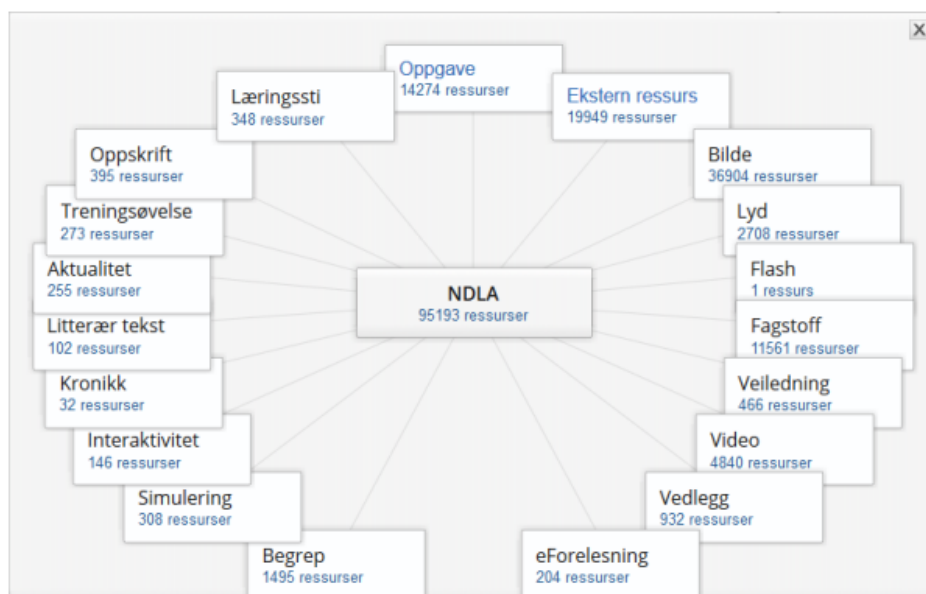 X
Oppgave
14274 ressurser
Læringssti
348 ressurser
Ekstern ressurs
19949 ressurser
Oppskrift
395 ressurser
Bilde
36904 ressurser
Treningsøvelse
273 ressurser
Lyd
2708 ressurser
Aktualitet
255 ressurser
Flash
1 ressurs
NDLA
95193 ressurser
Litterær tekst
102 ressurser
Fagstoff
11561 ressurser
Kronikk
32 ressurser
Veiledning
466 ressurser
Interaktivitet
146 ressurser
Video
4840 ressurser
Simulering
308 ressurser
Vedlegg
932 ressurser
Begrep
1495 ressurser
eForelesning
204 ressurser